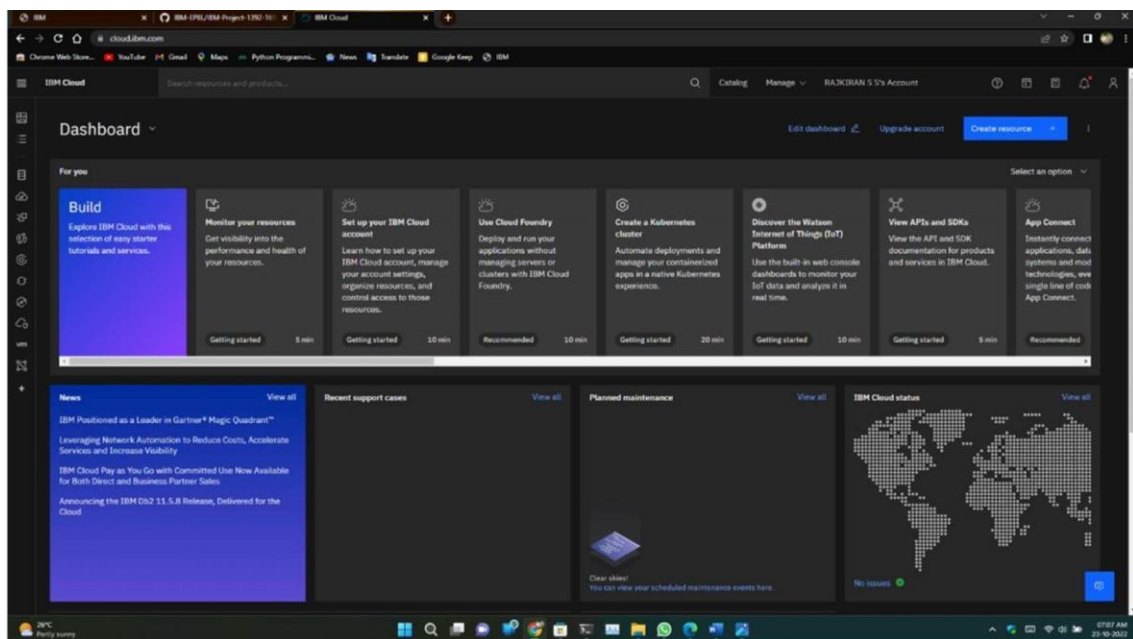 IBM
IBM-EPBL/IBM-Project-1392-165
IBM Cloud
cloud.ibm.com
Chrome Web Store... YouTube Gmail Maps Python Programmi... News Translate Google Keep IBM
IBM Cloud
Search resources and products...
Catalog Manage RAJKIRAN S S's Account
Dashboard
Edit dashboard
Upgrade account
Create resource +
For you
Select an option
Build
Explore IBM Cloud with this
selection of easy starter
tutorials and services.
Monitor your resources
Get visibility into the
performance and health of
your resources.
Getting started 5 min
Set up your IBM Cloud
account
Learn how to set up your
IBM Cloud account, manage
your account settings,
organize resources, and
control access to those
resources.
Getting started 10 min
Use Cloud Foundry
Deploy and run your
applications without
managing servers or
clusters with IBM Cloud
Foundry.
Recommended 10 min
Create a Kubernetes
cluster
Automate deployments and
manage your containerized
apps in a native Kubernetes
experience.
Getting started 20 min
Discover the Watson
Internet of Things (IoT)
Platform
Use the built-in web console
dashboards to monitor your
IoT data and analyze it in
real time.
Getting started 10 min
View APIs and SDKs
View the API and SDK
documentation for products
and services in IBM Cloud.
Getting started 5 min
App Connect
Instantly connect
applications, data
systems and mod
technologies, eve
single line of code
App Connect.
Recommended
vm
News
View all
IBM Positioned as a Leader in Gartner® Magic Quadrant™
Leveraging Network Automation to Reduce Costs, Accelerate
Services and Increase Visibility
IBM Cloud Pay as You Go with Committed Use Now Available
for Both Direct and Business Partner Sales
Announcing the IBM Db2 11.5.8 Release, Delivered for the
Cloud
Recent support cases
View all
Planned maintenance
View all
Clear skies!
You can view your scheduled maintenance events here.
IBM Cloud status
View all
No issues
26°C
Partly sunny
07:07 AM
23-10-2022